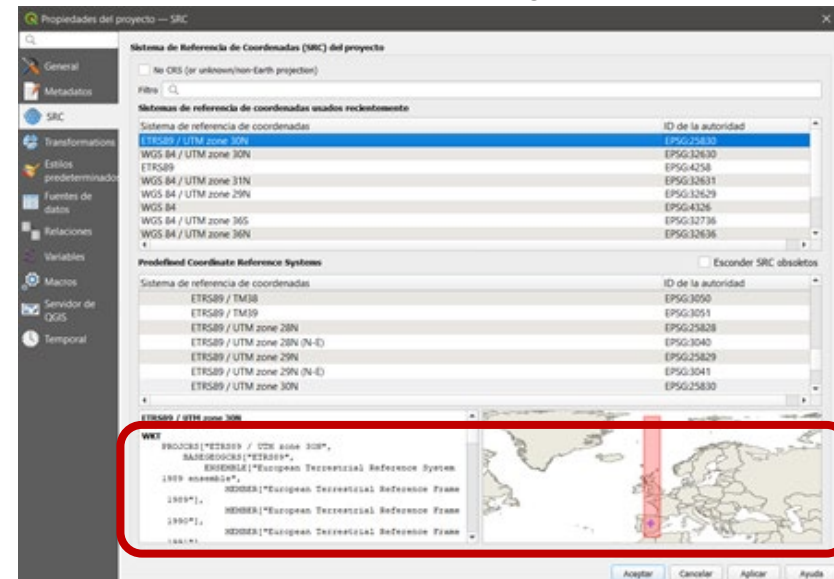 Propiedades del proyecto — SRC
General
Metadatos
SRC
Transformations
Estilos
predeterminados
Fuentes de
datos
Relaciones
Variables
Macros
Servidor de
QGIS
Temporal
Sistema de Referencia de Coordenadas (SRC) del proyecto
No CRS (or unknown/non-Earth projection)
Filtro
Sistemas de referencia de coordenadas usados recientemente
Sistema de referencia de coordenadas ID de la autoridad
ETRS89 / UTM zone 30N EPSG:25830
WGS 84 / UTM zone 30N EPSG:32630
ETRS89 EPSG:4258
WGS 84 / UTM zone 31N EPSG:32631
WGS 84 / UTM zone 29N EPSG:32629
WGS 84 EPSG:4326
WGS 84 / UTM zone 36S EPSG:32736
WGS 84 / UTM zone 36N EPSG:32636
Predefined Coordinate Reference Systems Esconder SRC obsoletos
Sistema de referencia de coordenadas ID de la autoridad
ETRS89 / TM38 EPSG:3050
ETRS89 / TM39 EPSG:3051
ETRS89 / UTM zone 28N EPSG:25828
ETRS89 / UTM zone 28N (N-E) EPSG:3040
ETRS89 / UTM zone 29N EPSG:25829
ETRS89 / UTM zone 29N (N-E) EPSG:3041
ETRS89 / UTM zone 30N EPSG:25830
ETRS89 / UTM zone 30N
WKT
PROJCRS["ETRS89 / UTM zone 30N",
BASEGEOGCRS["ETRS89",
ENSEMBLE["European Terrestrial Reference System
1989 ensemble",
MEMBER["European Terrestrial Reference Frame
1989"],
MEMBER["European Terrestrial Reference Frame
1990"],
MEMBER["European Terrestrial Reference Frame
1991"],
Aceptar Cancelar Aplicar Ayuda